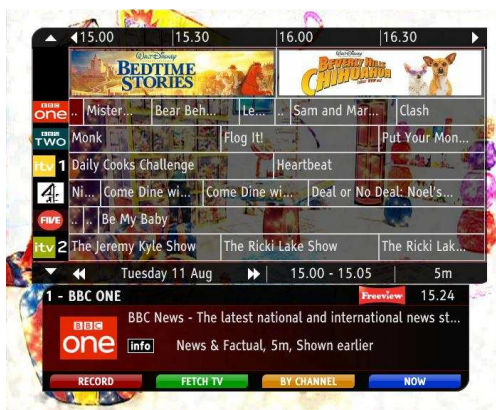 15.00 15.30 16.00 16.30
Walt Disney Walt Disney
BEDTIME STORIES BEVERLY HILLS CHIHUAHUA
BBC one .. Mister... Bear Beh... Le... .. Sam and Mar... Clash
BBC TWO Monk Flog It! Put Your Mon...
itv 1 Daily Cooks Challenge Heartbeat
4 Ni... Come Dine wi... Come Dine wi... Deal or No Deal: Noel's...
FIVE .. .. Be My Baby
itv 2 The Jeremy Kyle Show The Ricki Lake Show The Ricki Lak...
Tuesday 11 Aug 15.00 - 15.05 5m
1 - BBC ONE Freeview 15.24
BBC News - The latest national and international news st...
BBC one info News & Factual, 5m, Shown earlier
RECORD FETCH TV BY CHANNEL NOW